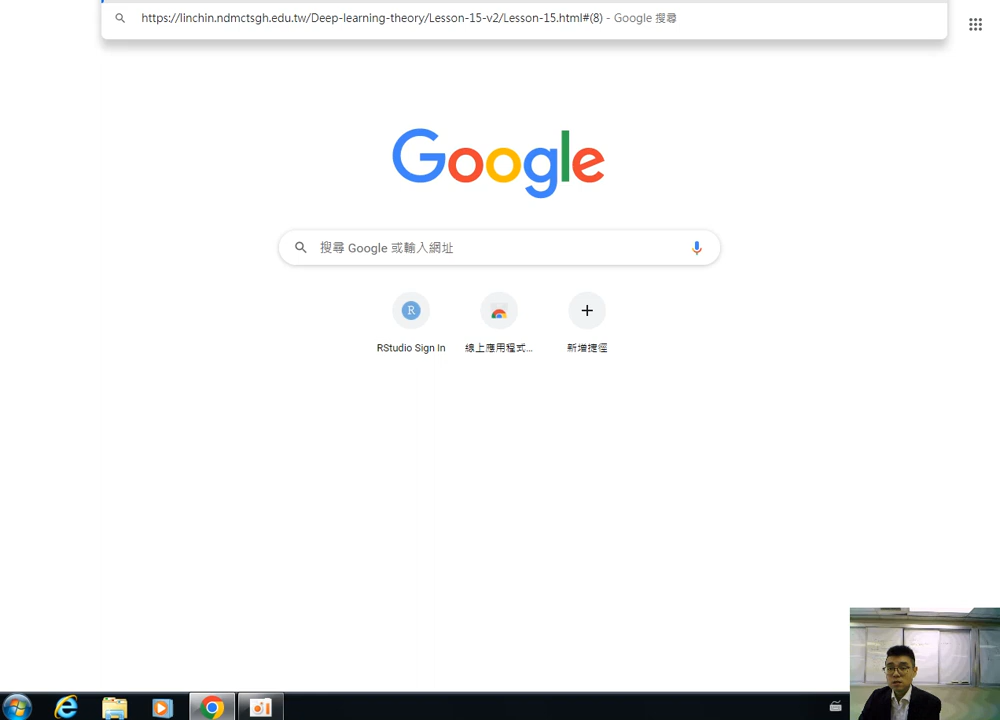 https://linchin.ndmctsgh.edu.tw/Deep-learning-theory/Lesson-15-v2/Lesson-15.html#(8) - Google 搜尋
Google
搜尋 Google 或輸入網址
RStudio Sign In
線上應用程式...
新增捷徑